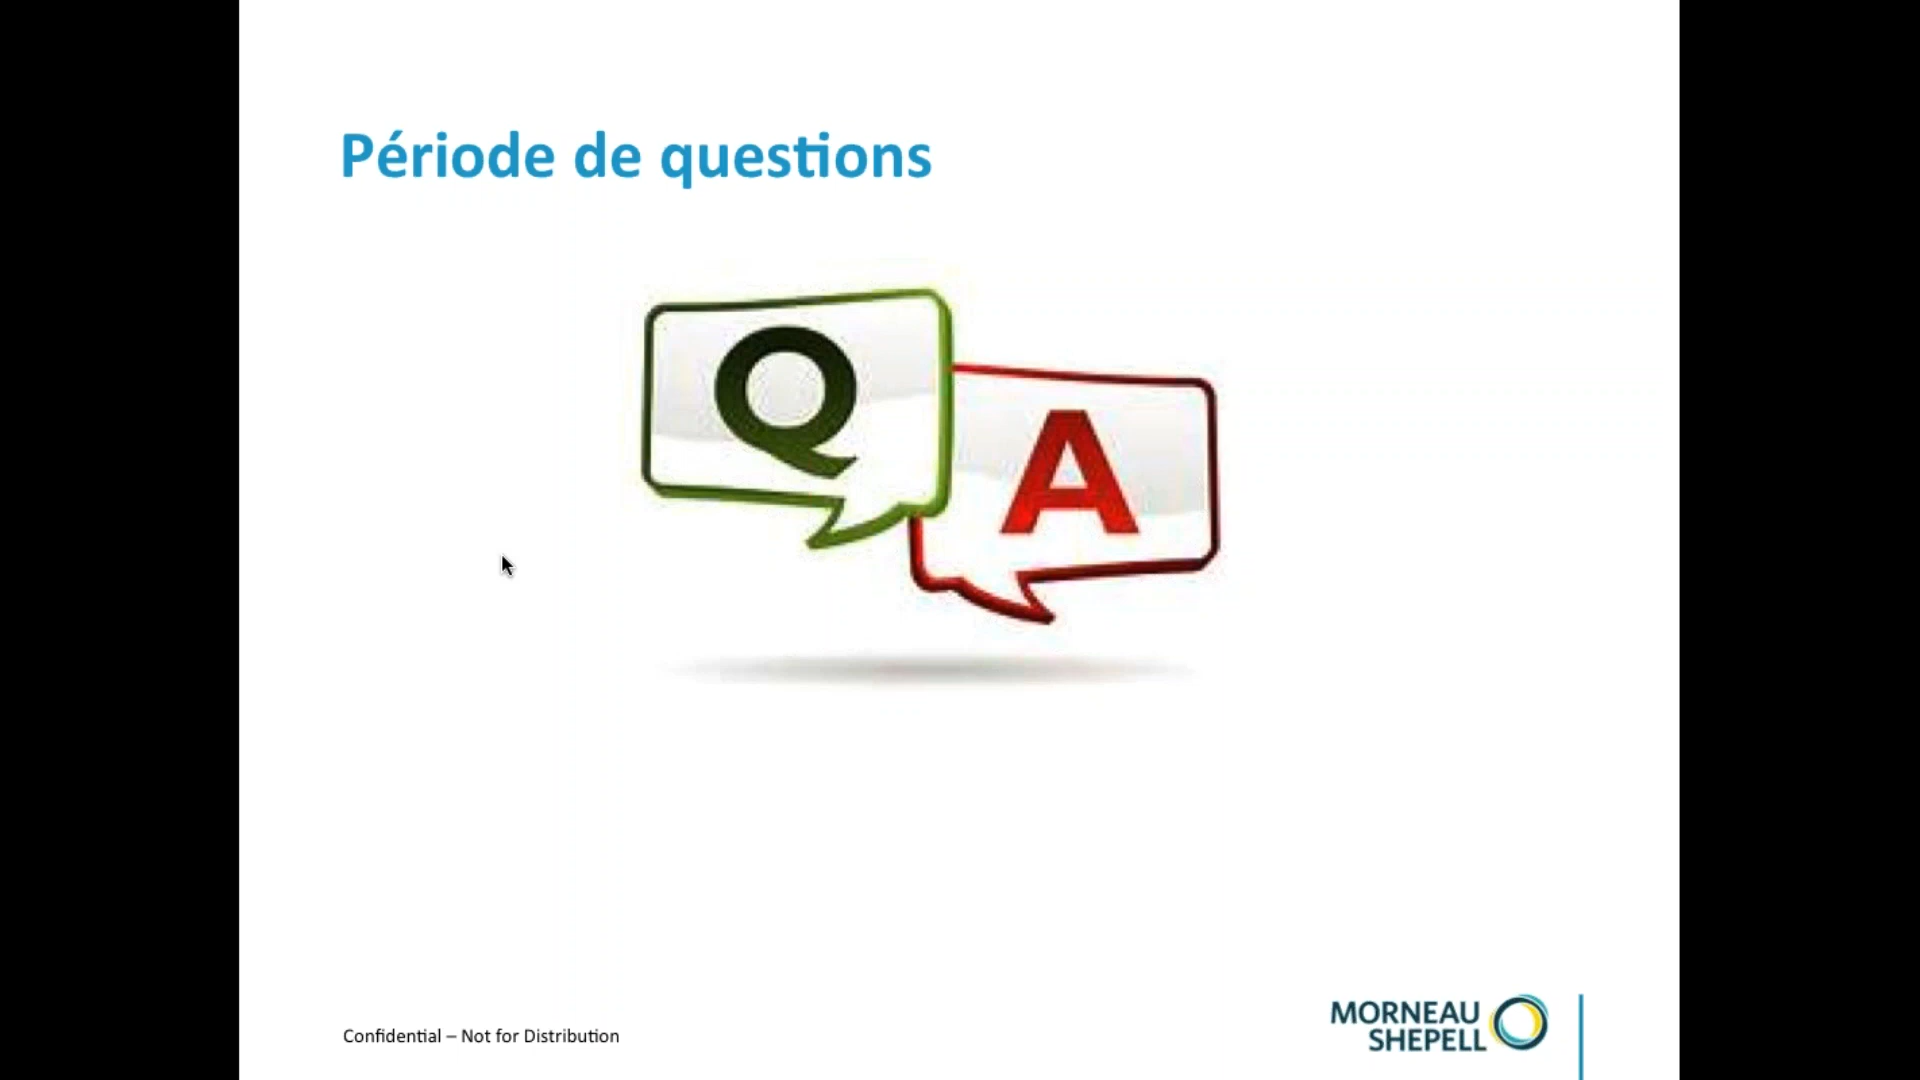 Période de questions
Q
A
Confidential – Not for Distribution
MORNEAU
SHEPELL